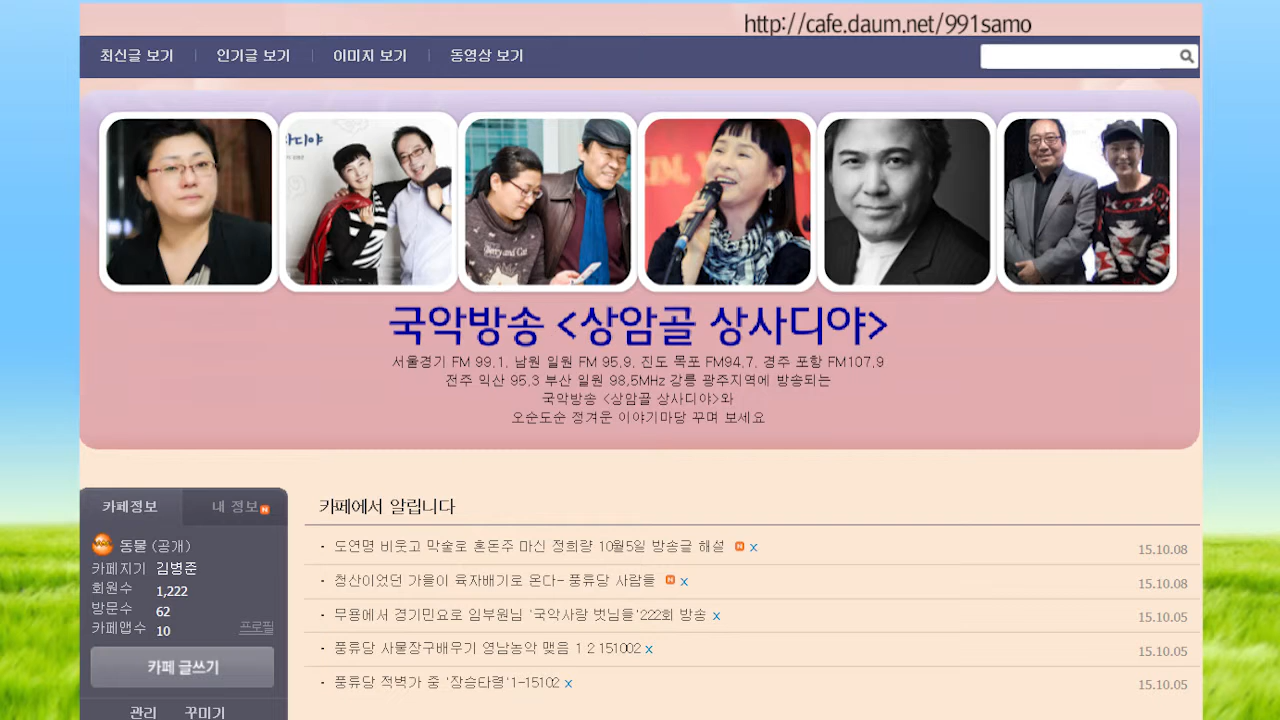 http://cafe.daum.net/991samo
최신글 보기 | 인기글 보기 | 이미지 보기 | 동영상 보기
사디야
국악방송 <상암골 상사디야>
서울경기 FM 99.1, 남원 일원 FM 95.9, 진도 목포 FM94.7, 경주 포항 FM107.9
전주 익산 95.3 부산 일원 98.5MHz 강릉 광주지역에 방송되는
국악방송 <상암골 상사디야>와
오순도순 정겨운 이야기마당 꾸며 보세요
카페정보 내 정보 N
동물 (공개)
카페지기 김병준
회원수 1,222
방문수 62
카페앱수 10 프로필
카페 글쓰기
관리 꾸미기
카페에서 알립니다
· 도연명 비웃고 막술로 혼돈주 마신 정희량 10월5일 방송글 해설 N x 15.10.08
· 청산이었던 가을이 육자배기로 온다- 풍류당 사람들 N x 15.10.08
· 무용에서 경기민요로 임부원님 '국악사랑 벗님들'222회 방송 x 15.10.05
· 풍류당 사물장구배우기 영남농악 맺음 1 2 151002 x 15.10.05
· 풍류당 적벽가 중 '장승타령'1-15102 x 15.10.05